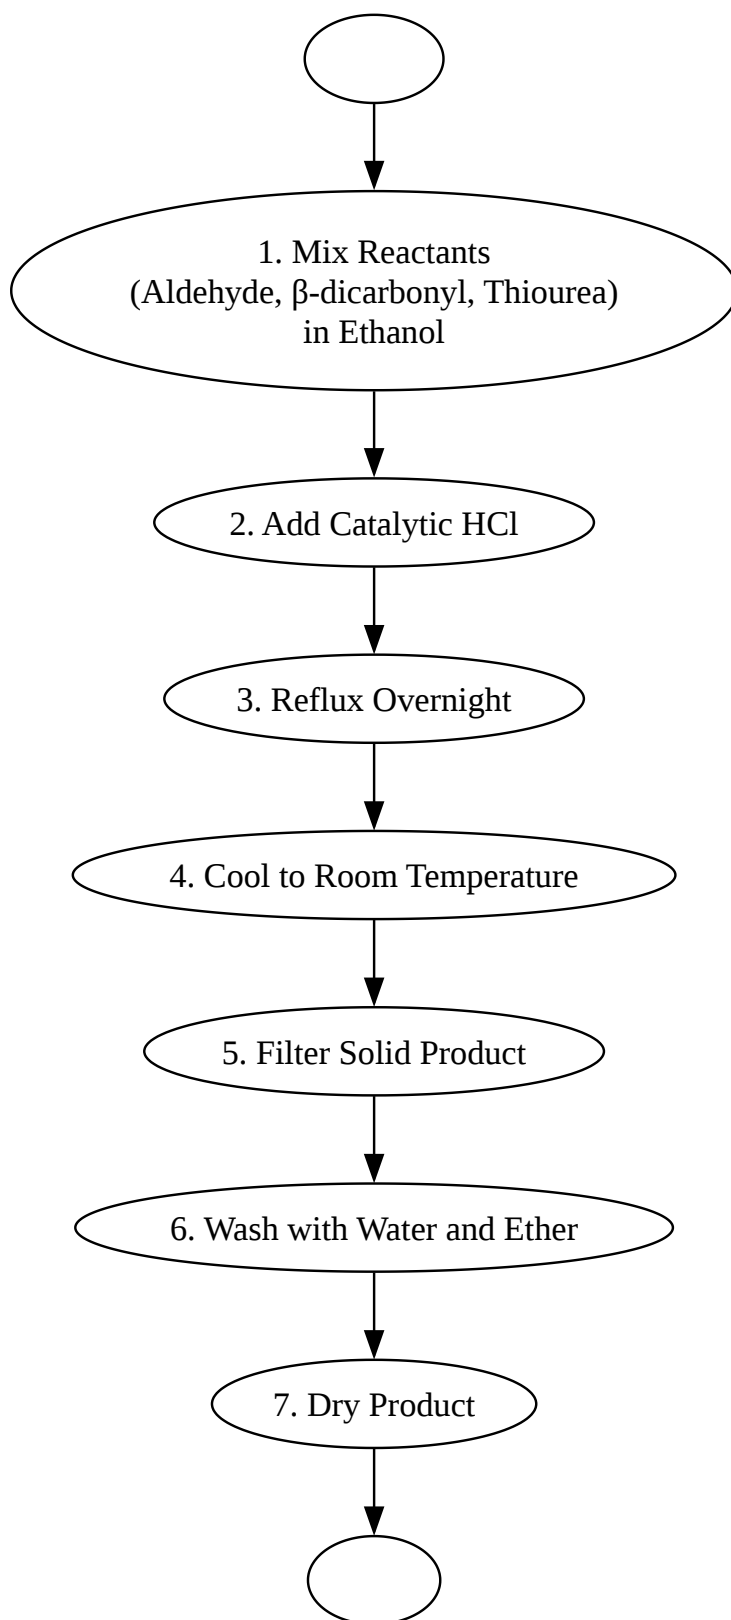 1. Mix Reactants
(Aldehyde, β-dicarbonyl, Thiourea)
in Ethanol
2. Add Catalytic HCl
3. Reflux Overnight
4. Cool to Room Temperature
5. Filter Solid Product
6. Wash with Water and Ether
7. Dry Product